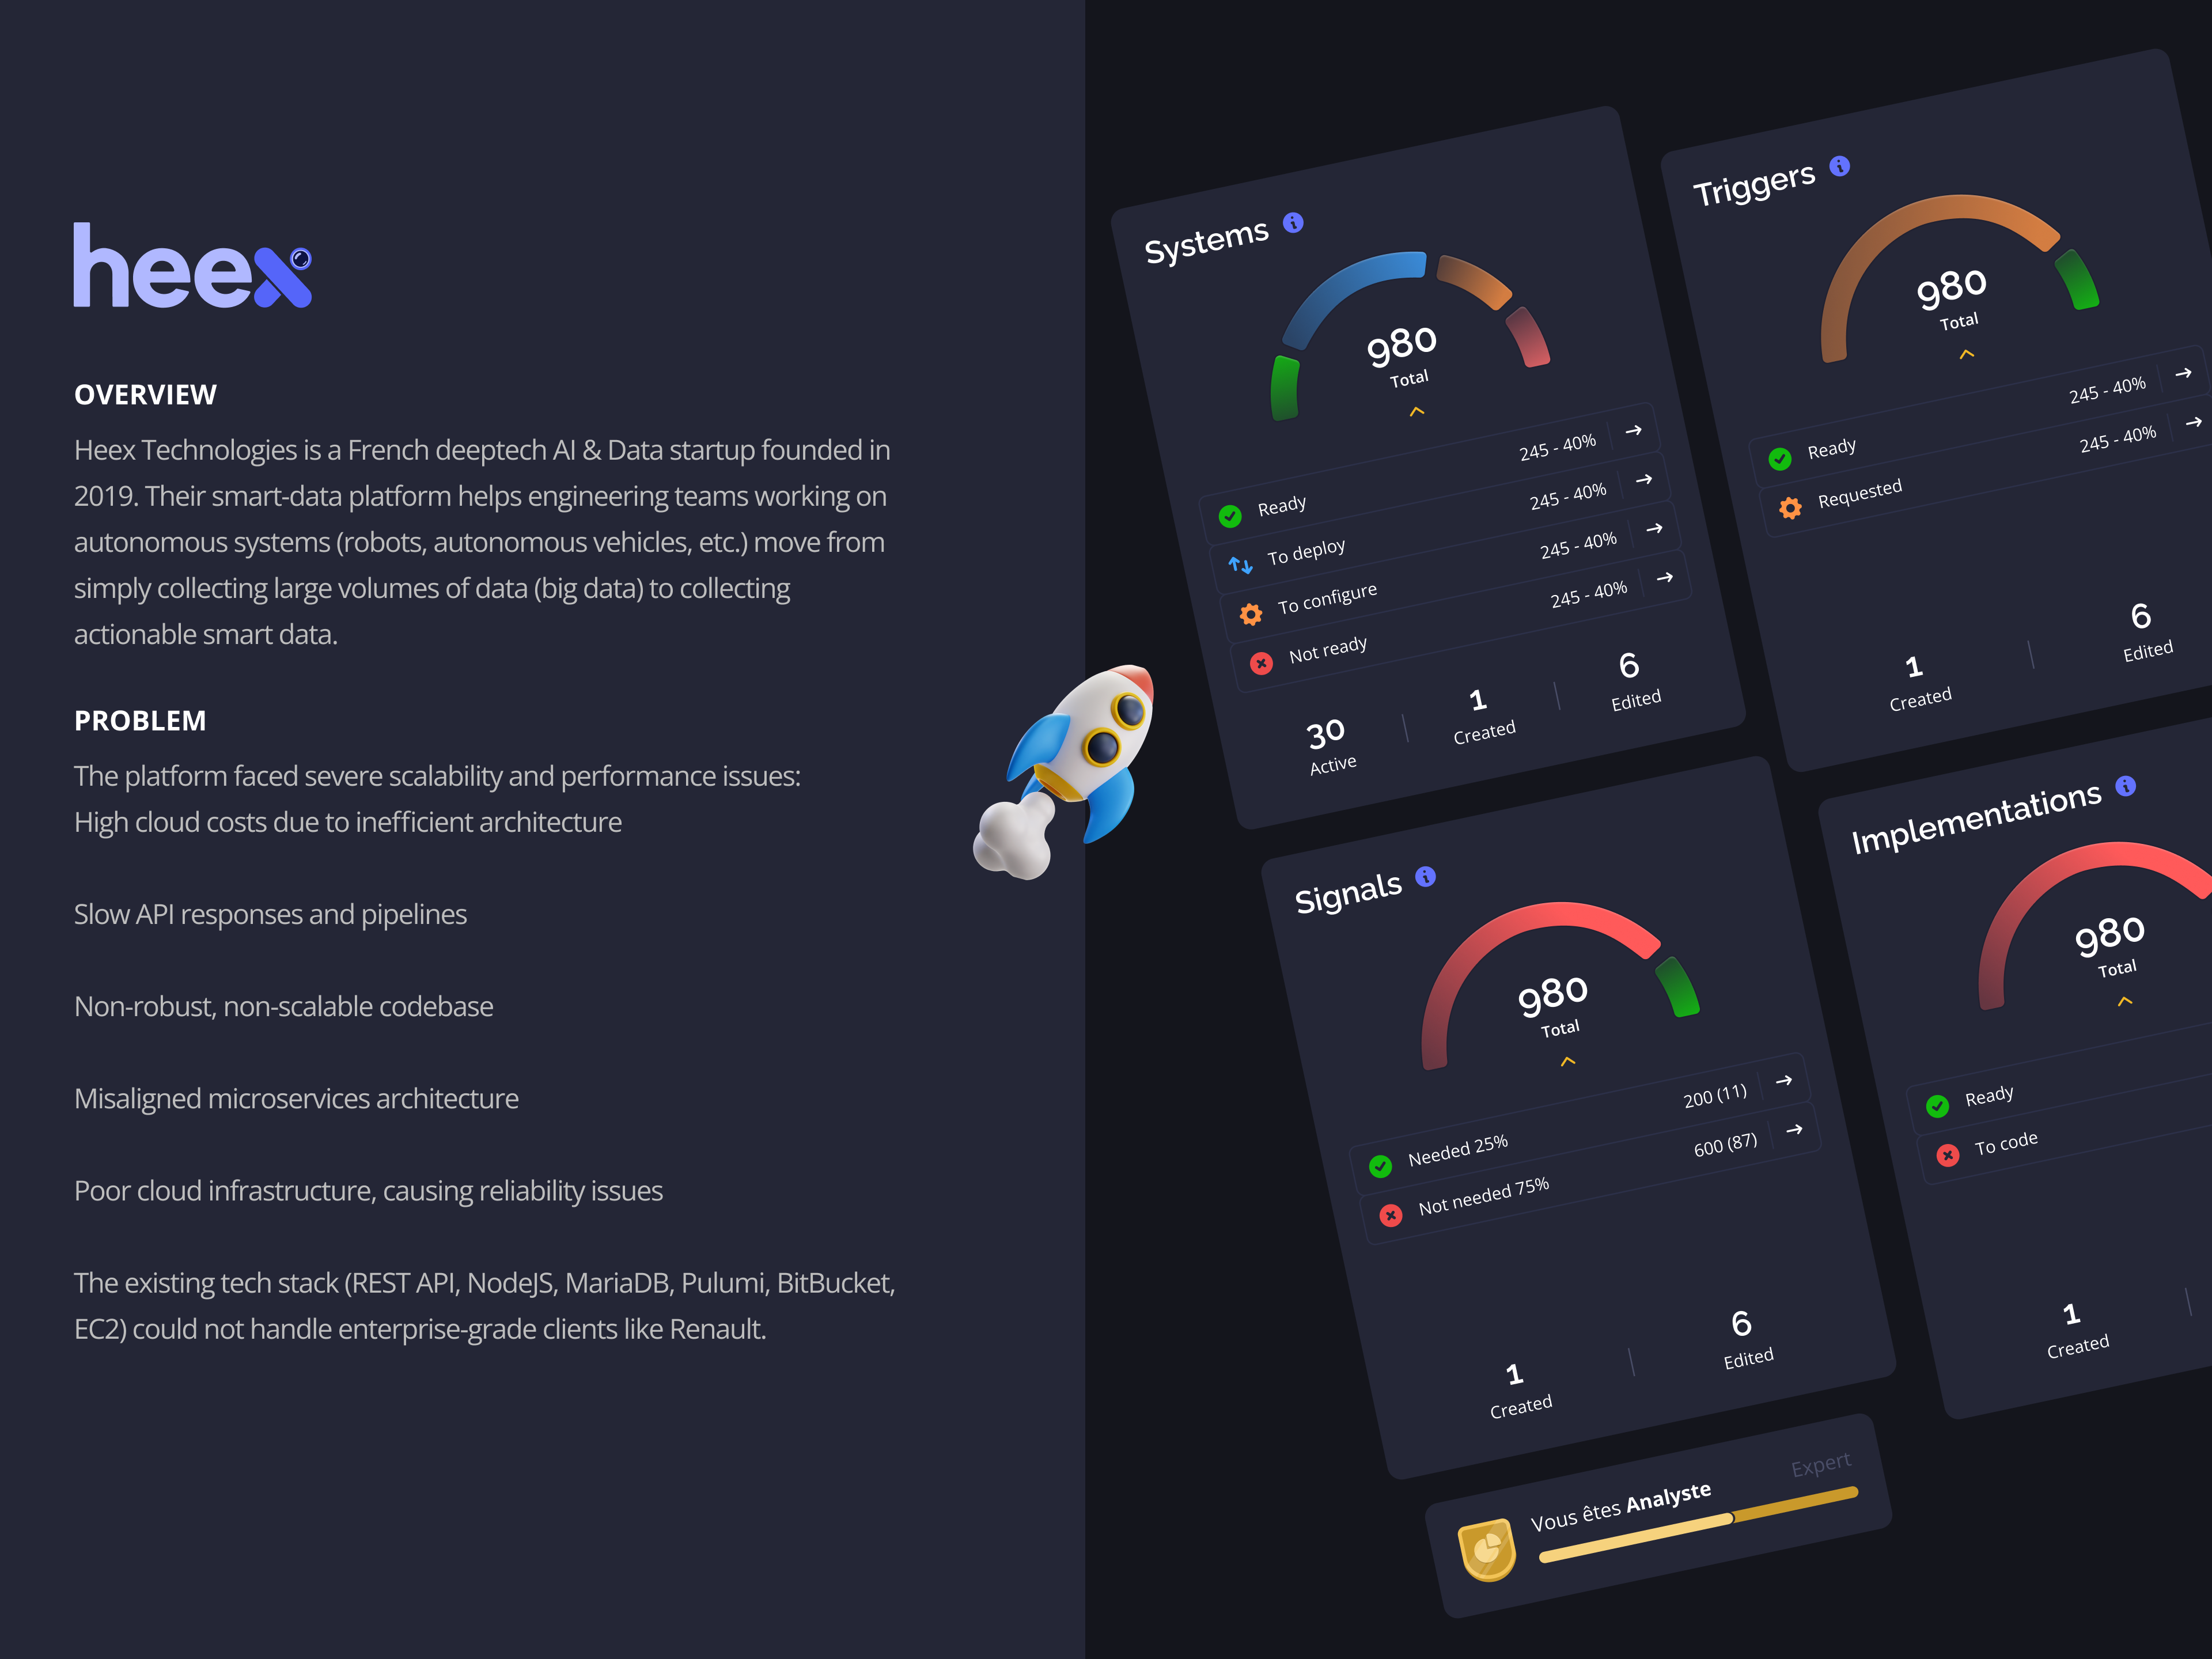 heex
OVERVIEW
Heex Technologies is a French deeptech AI & Data startup founded in
2019. Their smart-data platform helps engineering teams working on
autonomous systems (robots, autonomous vehicles, etc.) move from
simply collecting large volumes of data (big data) to collecting
actionable smart data.
PROBLEM
The platform faced severe scalability and performance issues:
High cloud costs due to inefficient architecture
Slow API responses and pipelines
Non-robust, non-scalable codebase
Misaligned microservices architecture
Poor cloud infrastructure, causing reliability issues
The existing tech stack (REST API, NodeJS, MariaDB, Pulumi, BitBucket,
EC2) could not handle enterprise-grade clients like Renault.
Systems
980
Total
Ready 245 - 40%
To deploy 245 - 40%
To configure 245 - 40%
Not ready 245 - 40%
30
Active
1
Created
6
Edited
Triggers
980
Total
Ready 245 - 40%
Requested 245 - 40%
1
Created
6
Edited
Signals
980
Total
Needed 25% 200 (11)
Not needed 75% 600 (87)
1
Created
6
Edited
Implementations
980
Total
Ready
To code
1
Created
Vous êtes Analyste
Expert